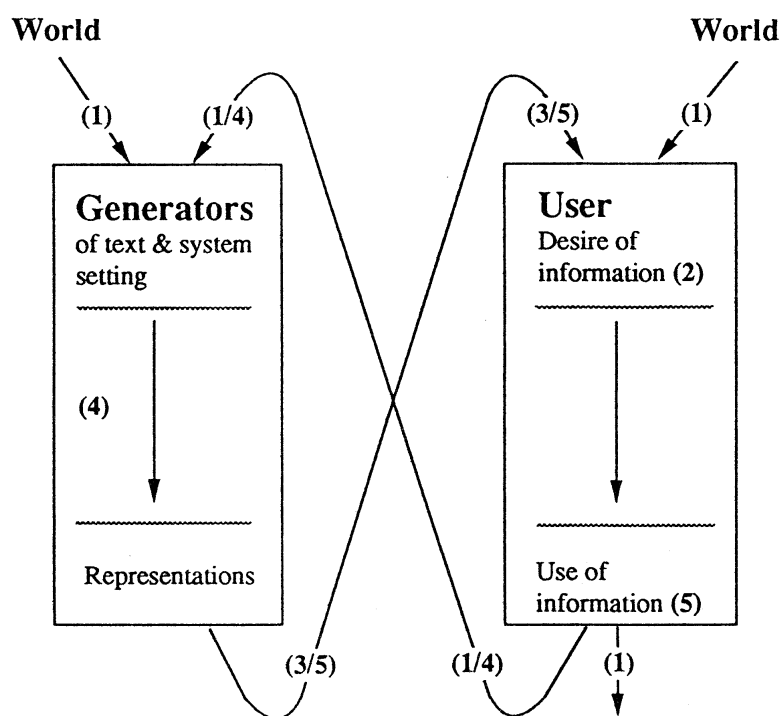 World
World
(1)
(1/4)
(3/5)
(1)
Generators
of text & system
setting
(4)
Representations
User
Desire of
information (2)
Use of
information (5)
(3/5)
(1/4)
(1)